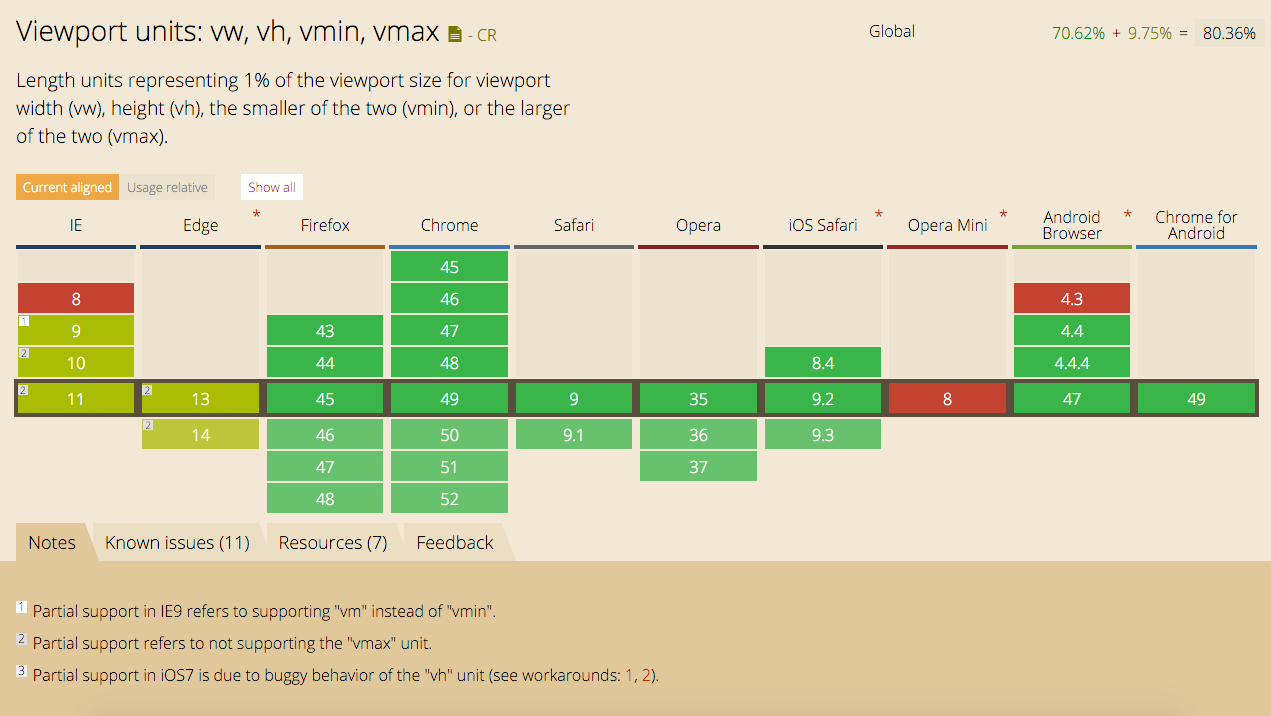 Viewport units: vw, vh, vmin, vmax - CR
Global 70.62% + 9.75% = 80.36%
Length units representing 1% of the viewport size for viewport
width (vw), height (vh), the smaller of the two (vmin), or the larger
of the two (vmax).
Current aligned Usage relative Show all
IE Edge * Firefox Chrome Safari Opera iOS Safari * Opera Mini * Android Browser * Chrome for Android
45
8 46 4.3
1 9 43 47 4.4
2 10 44 48 8.4 4.4.4
2 11 2 13 45 49 9 35 9.2 8 47 49
2 14 46 50 9.1 36 9.3
47 51 37
48 52
Notes Known issues (11) Resources (7) Feedback
1 Partial support in IE9 refers to supporting "vm" instead of "vmin".
2 Partial support refers to not supporting the "vmax" unit.
3 Partial support in iOS7 is due to buggy behavior of the "vh" unit (see workarounds: 1, 2).